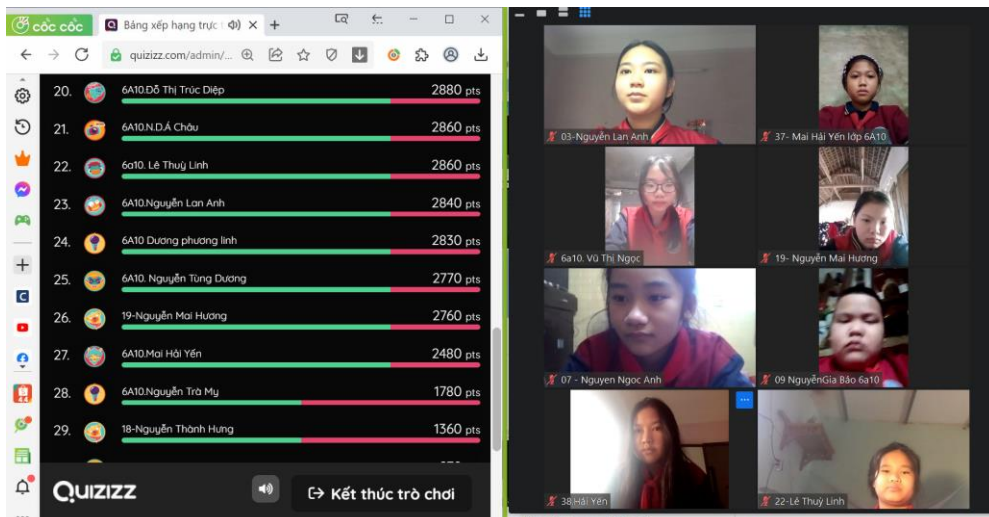 cốc cốc
Bảng xếp hạng trực t
quizizz.com/admin/...
20. 6A10.Đỗ Thị Trúc Diệp 2880 pts
21. 6A10.N.D.Á Châu 2860 pts
22. 6a10. Lê Thuỳ Linh 2860 pts
23. 6A10.Nguyễn Lan Anh 2840 pts
24. 6A10 Dương phương linh 2830 pts
25. 6A10. Nguyễn Tùng Dương 2770 pts
26. 19-Nguyễn Mai Hương 2760 pts
27. 6A10.Mai Hải Yến 2480 pts
28. 6A10.Nguyễn Trà My 1780 pts
29. 18-Nguyễn Thành Hưng 1360 pts
Quizizz
Kết thúc trò chơi
03-Nguyễn Lan Anh
37- Mai Hải Yến lớp 6A10
6a10. Vũ Thị Ngọc
19- Nguyễn Mai Hương
07 - Nguyen Ngoc Anh
09 NguyễnGia Bảo 6a10
38 Hải Yến
22-Lê Thuỳ Linh